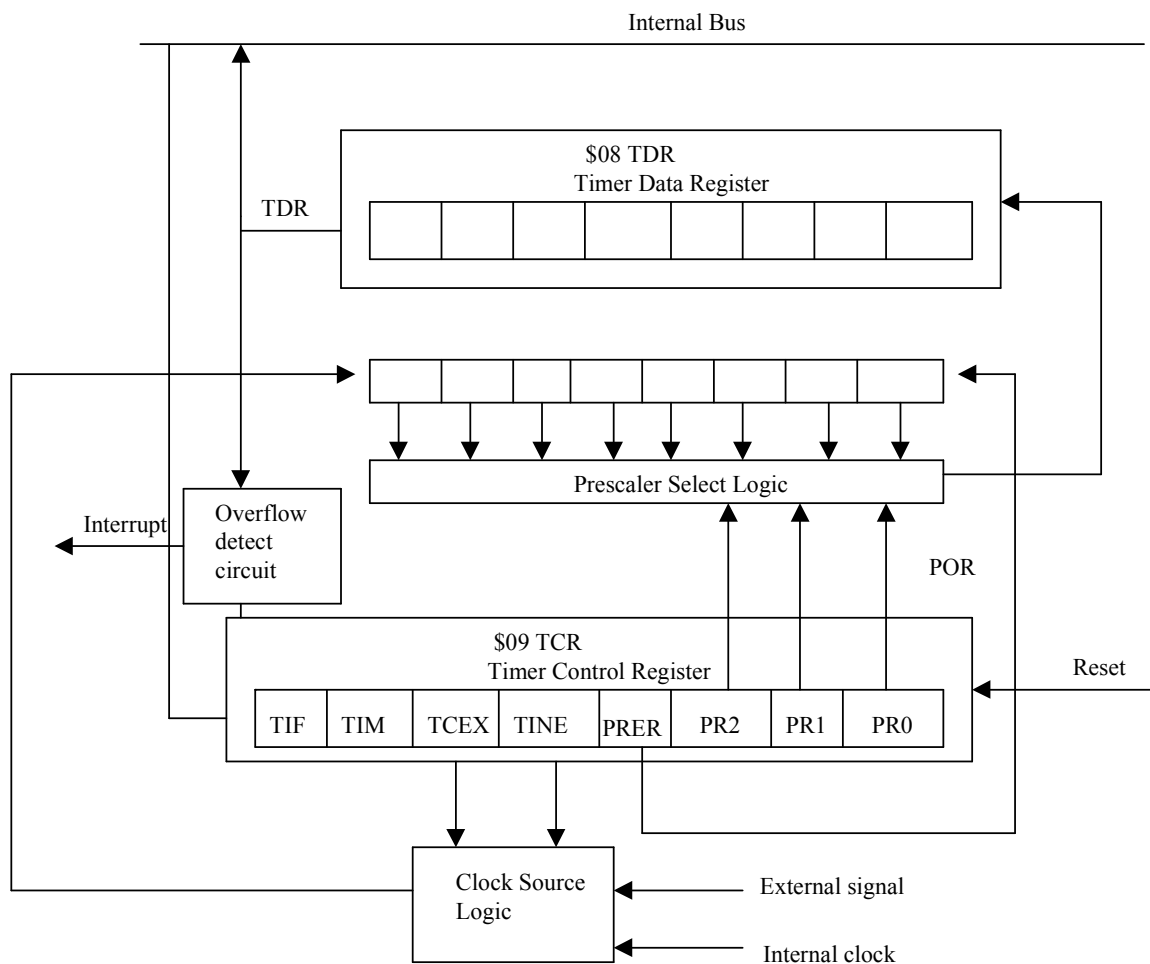 Internal Bus
$08 TDR
Timer Data Register
TDR
Prescaler Select Logic
Interrupt
Overflow
detect
circuit
POR
$09 TCR
Timer Control Register
Reset
TIF TIM TCEX TINE PRER PR2 PR1 PR0
Clock Source
Logic
External signal
Internal clock